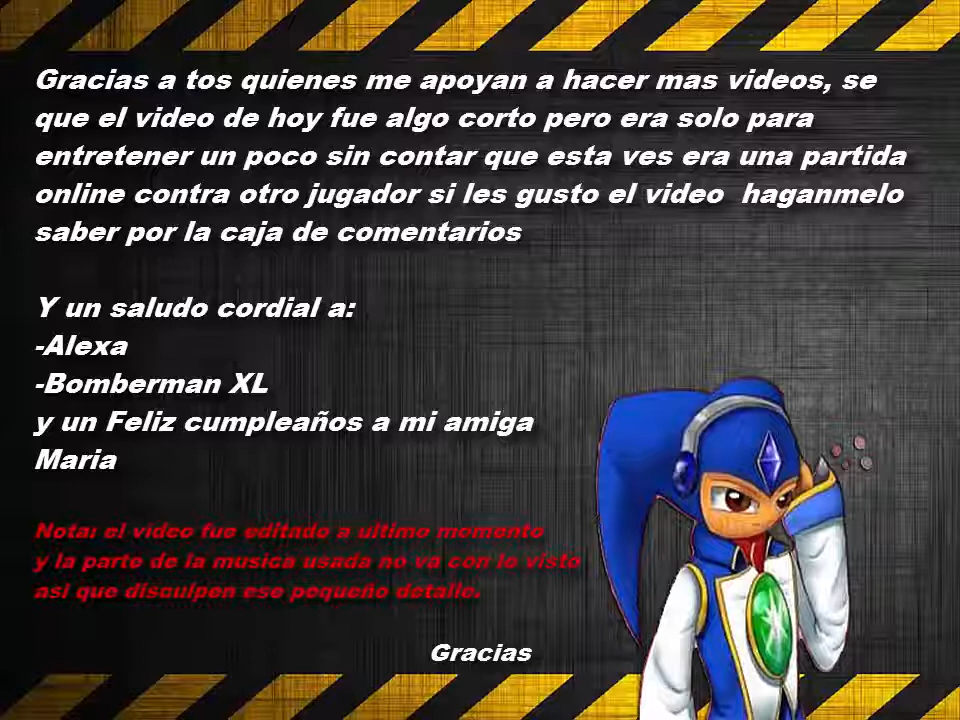 Gracias a tos quienes me apoyan a hacer mas videos, se
que el video de hoy fue algo corto pero era solo para
entretener un poco sin contar que esta ves era una partida
online contra otro jugador si les gusto el video haganmelo
saber por la caja de comentarios
Y un saludo cordial a:
-Alexa
-Bomberman XL
y un Feliz cumpleaños a mi amiga
Maria
Nota: el video fue editado a ultimo momento
y la parte de la musica usada no va con lo visto
asi que disculpen ese pequeño detalle.
Gracias